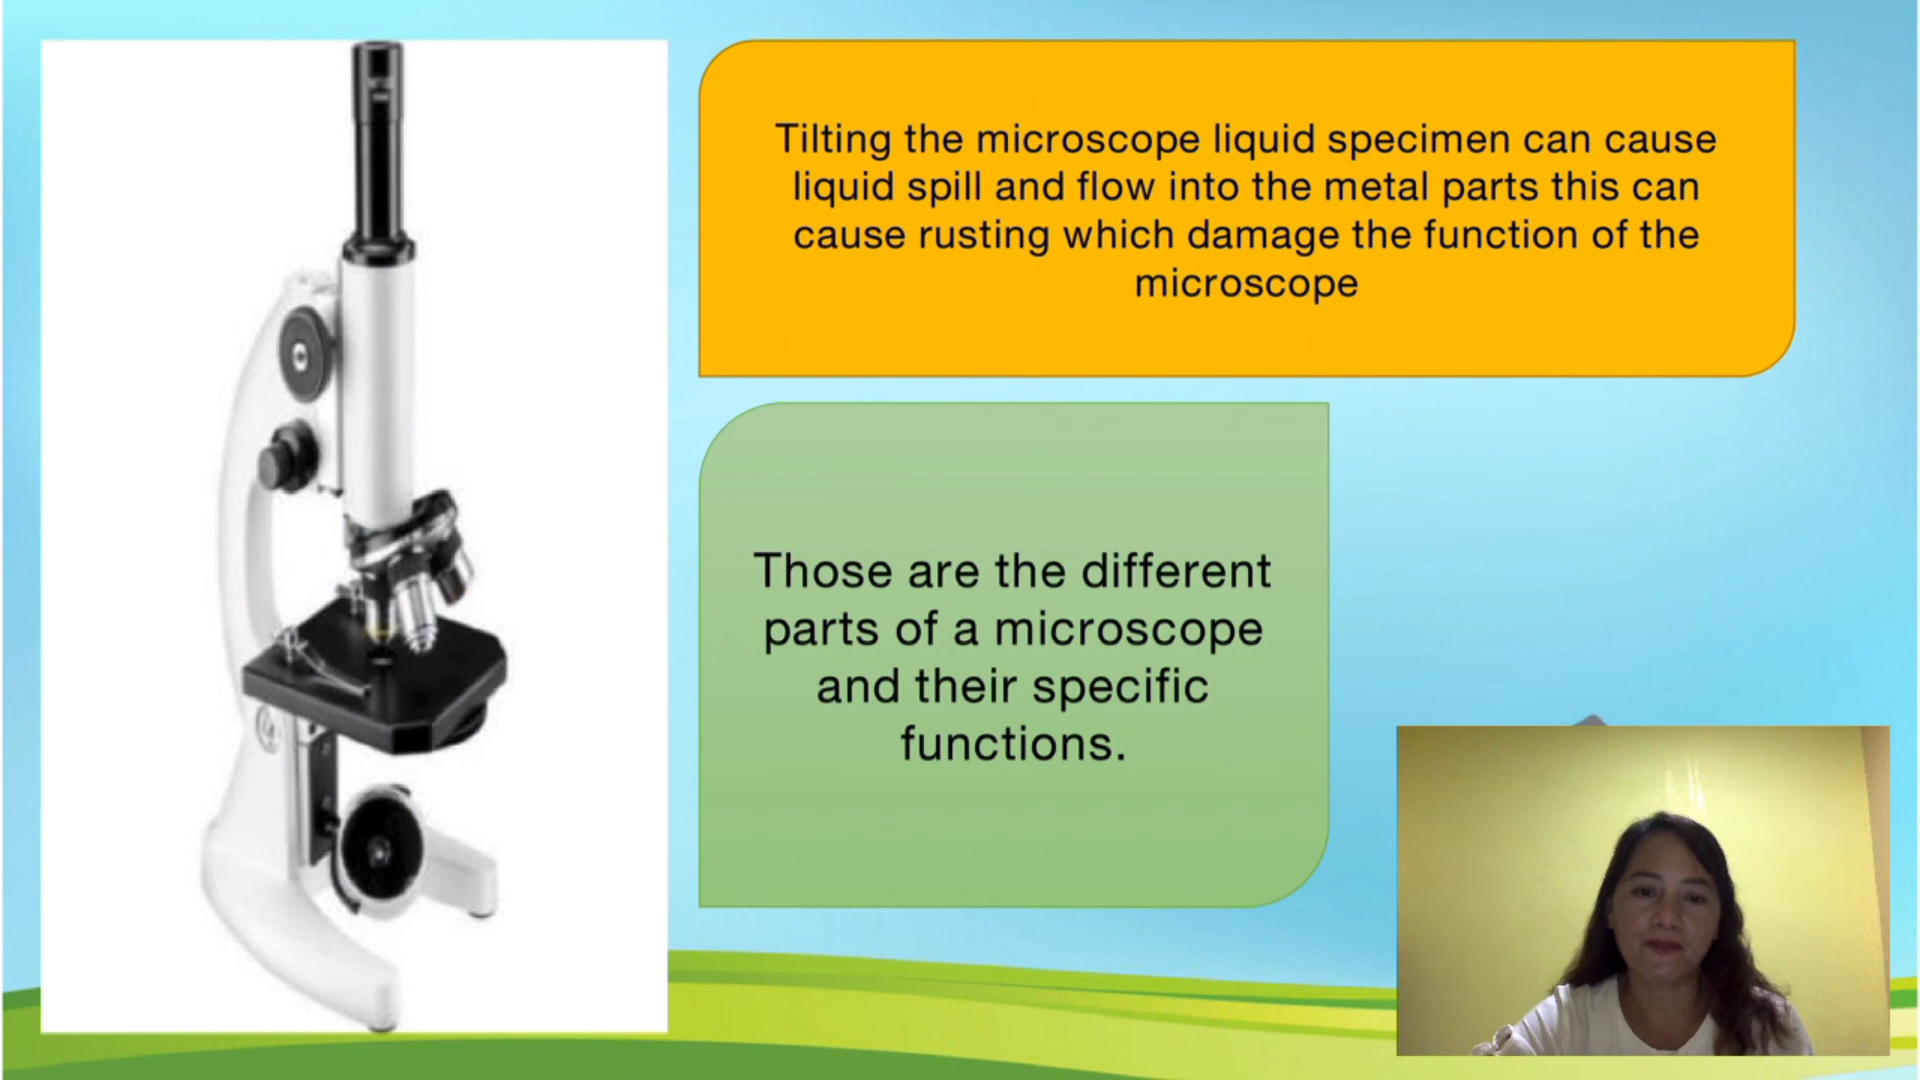 Tilting the microscope liquid specimen can cause
liquid spill and flow into the metal parts this can
cause rusting which damage the function of the
microscope
Those are the different
parts of a microscope
and their specific
functions.